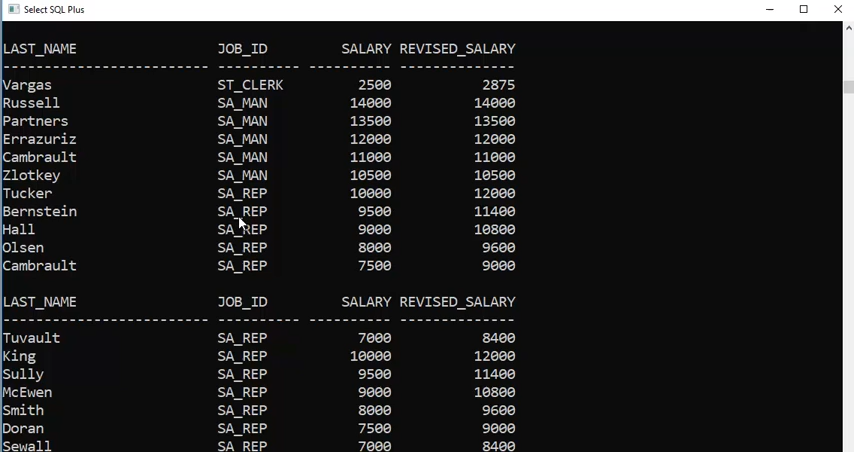 Select SQL Plus
LAST_NAME JOB_ID SALARY REVISED_SALARY
------------------------- ---------- ---------- --------------
Vargas ST_CLERK 2500 2875
Russell SA_MAN 14000 14000
Partners SA_MAN 13500 13500
Errazuriz SA_MAN 12000 12000
Cambrault SA_MAN 11000 11000
Zlotkey SA_MAN 10500 10500
Tucker SA_REP 10000 12000
Bernstein SA_REP 9500 11400
Hall SA_REP 9000 10800
Olsen SA_REP 8000 9600
Cambrault SA_REP 7500 9000
LAST_NAME JOB_ID SALARY REVISED_SALARY
------------------------- ---------- ---------- --------------
Tuvault SA_REP 7000 8400
King SA_REP 10000 12000
Sully SA_REP 9500 11400
McEwen SA_REP 9000 10800
Smith SA_REP 8000 9600
Doran SA_REP 7500 9000
Sewall SA_REP 7000 8400